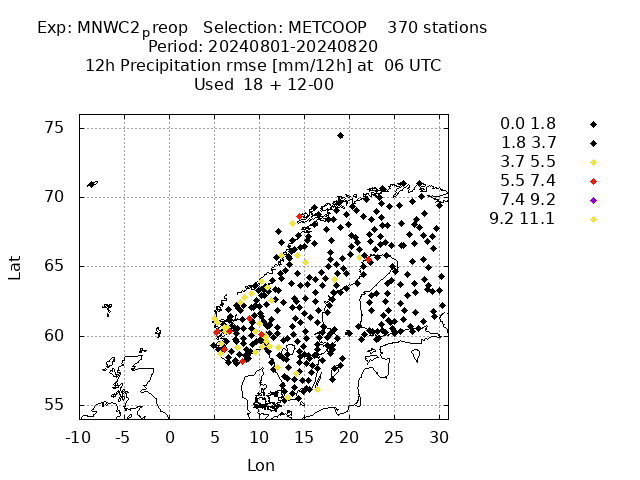 Exp: MNWC2preop Selection: METCOOP 370 stations
Period: 20240801-20240820
12h Precipitation rmse [mm/12h] at 06 UTC
Used 18 + 12-00
0.0 1.8
1.8 3.7
3.7 5.5
5.5 7.4
7.4 9.2
9.2 11.1
75
70
65
60
55
Lat
-10 -5 0 5 10 15 20 25 30
Lon